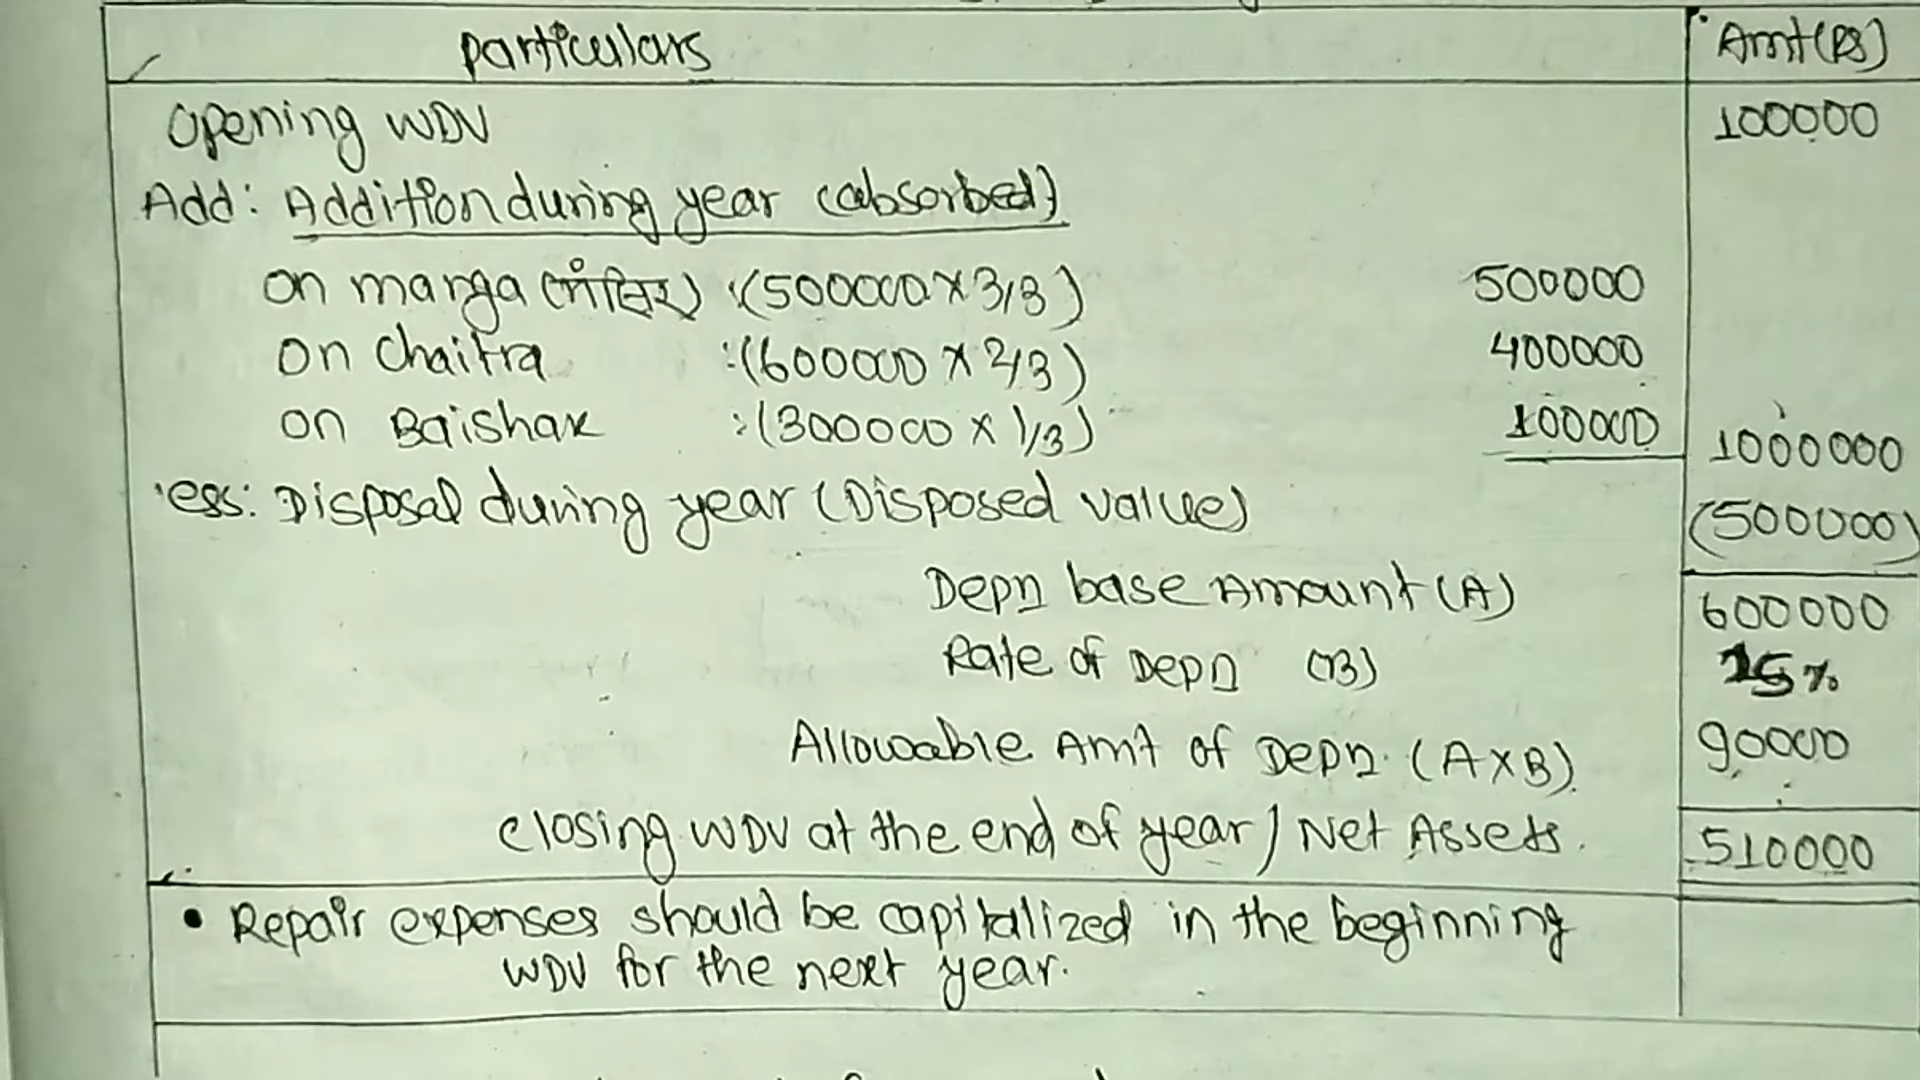 Particulars Amt(RS)
Opening WDV 100000
Add: Addition during year (absorbed)
on marga (मंसिर) :(500000 x 3/3) 500000
on Chaitra :(600000 x 2/3) 400000
on Baishak :(300000 x 1/3) 100000 1000000
ess: Disposal during year (Disposed value) (500000)
Depn base Amount (A) 600000
Rate of Depn (B) 15%
Allowable Amt of Depn. (AXB) 90000
closing WDV at the end of year/ Net Assets. 510000
• Repair expenses should be capitalized in the beginning
WDV for the next year.